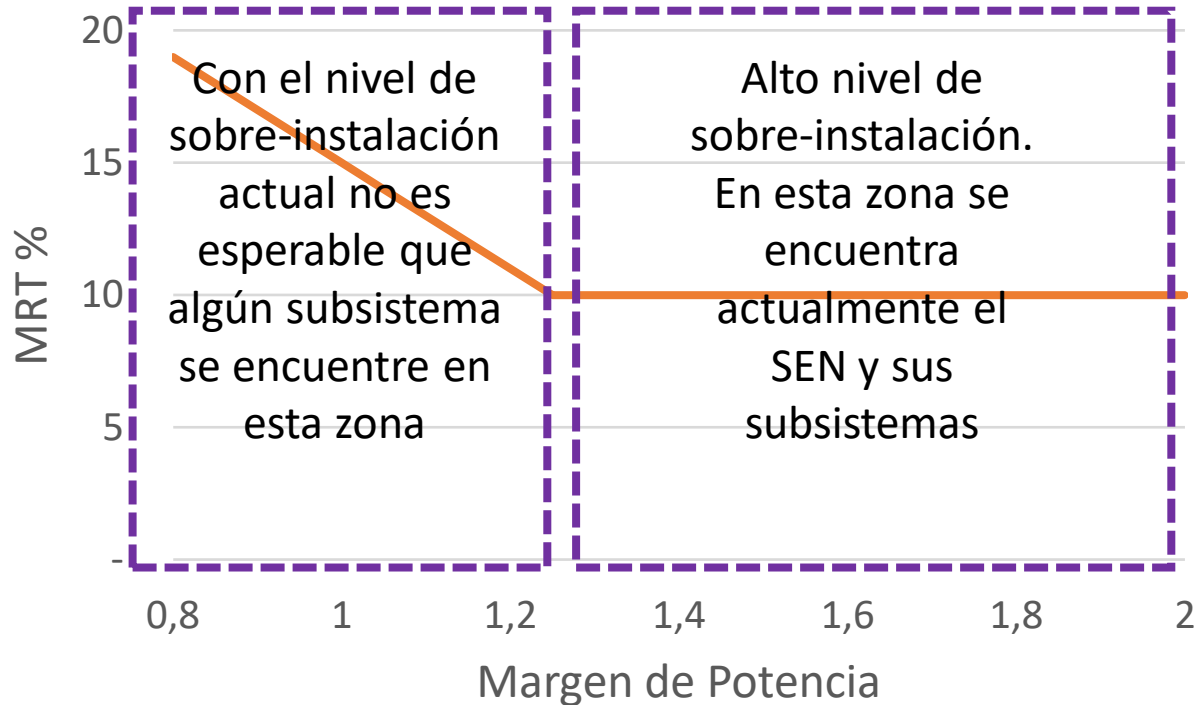 20
15
10
5
-
MRT %
Con el nivel de
sobre-instalación
actual no es
esperable que
algún subsistema
se encuentre en
esta zona
Alto nivel de
sobre-instalación.
En esta zona se
encuentra
actualmente el
SEN y sus
subsistemas
0,8 1 1,2 1,4 1,6 1,8 2
Margen de Potencia